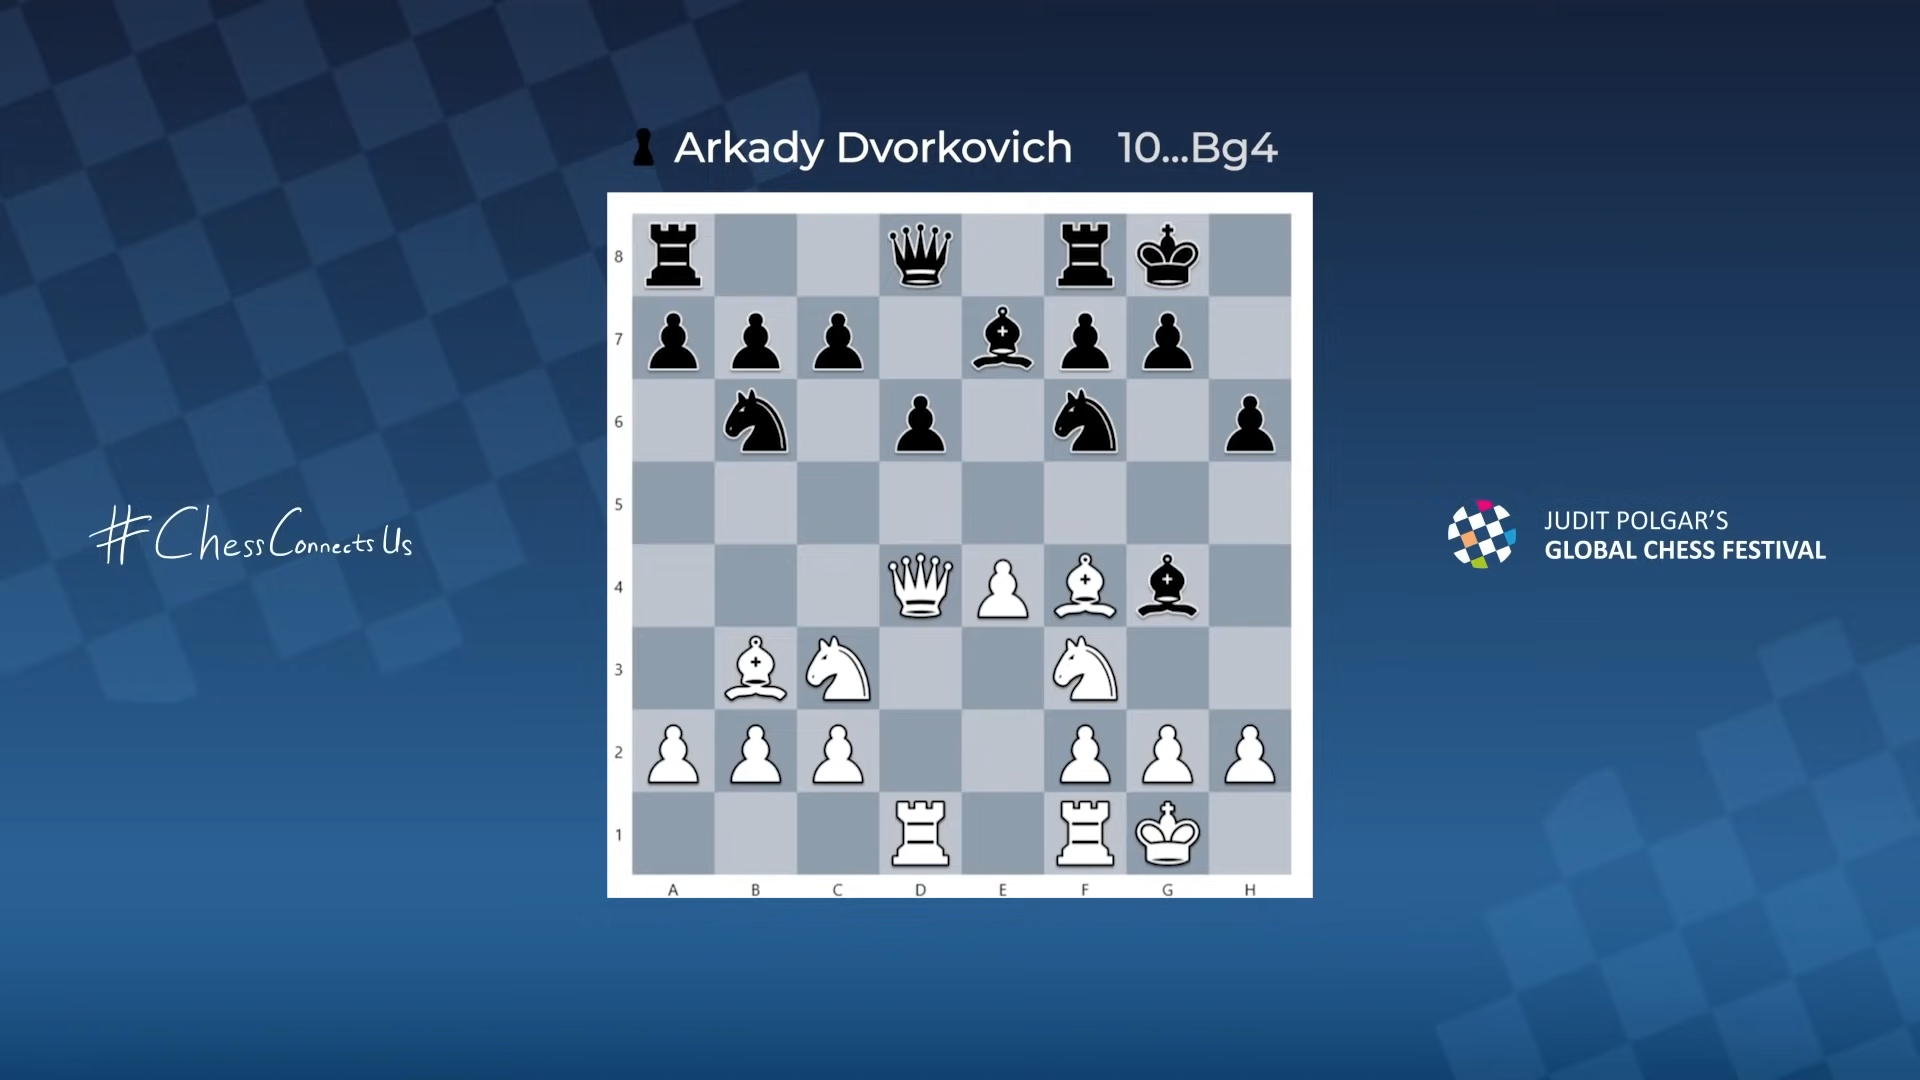 Arkady Dvorkovich 10...Bg4
8
7
6
5
4
3
2
1
A B C D E F G H
#ChessConnectsUs
JUDIT POLGAR'S
GLOBAL CHESS FESTIVAL